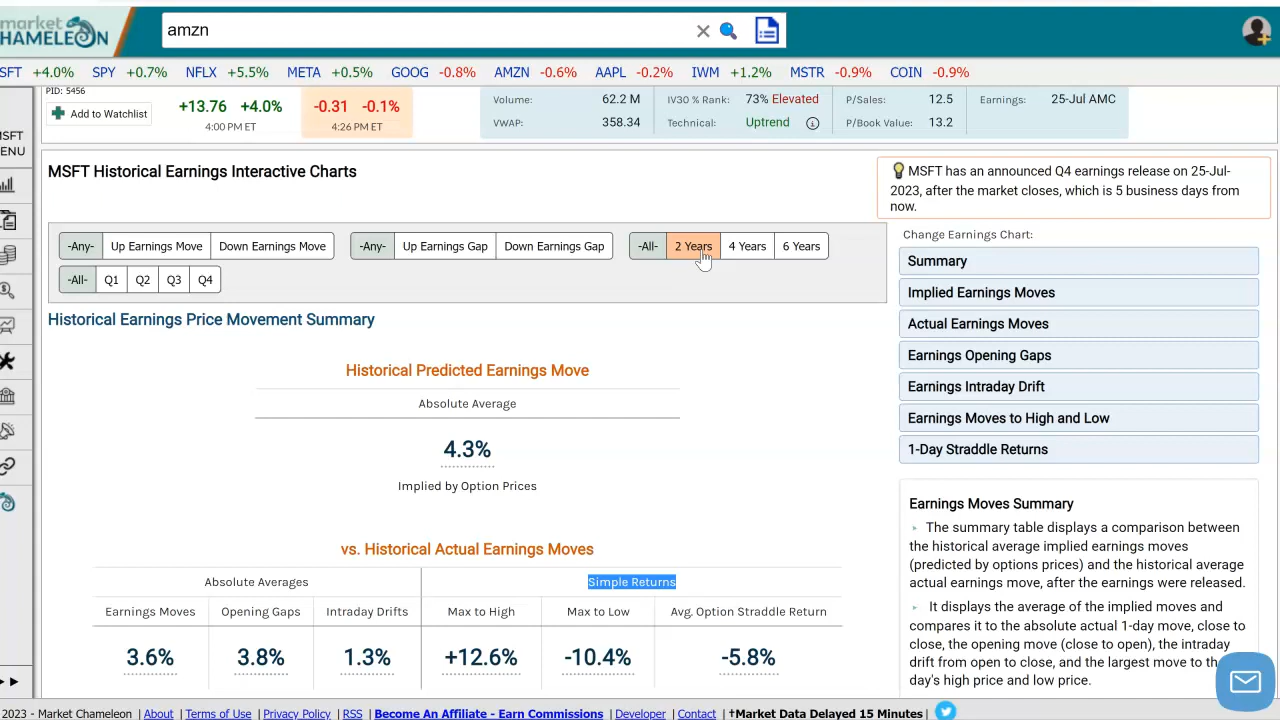 market
HAMELEON
amzn
SFT +4.0% SPY +0.7% NFLX +5.5% META +0.5% GOOG -0.8% AMZN -0.6% AAPL -0.2% IWM +1.2% MSTR -0.9% COIN -0.9%
PID: 5456
Add to Watchlist
+13.76 +4.0%
4:00 PM ET
-0.31 -0.1%
4:26 PM ET
Volume: 62.2 M
VWAP: 358.34
IV30 % Rank: 73% Elevated
Technical: Uptrend
P/Sales: 12.5
P/Book Value: 13.2
Earnings: 25-Jul AMC
MSFT
MENU
MSFT Historical Earnings Interactive Charts
-Any- Up Earnings Move Down Earnings Move
-Any- Up Earnings Gap Down Earnings Gap
-All- 2 Years 4 Years 6 Years
-All- Q1 Q2 Q3 Q4
Historical Earnings Price Movement Summary
Historical Predicted Earnings Move
Absolute Average
4.3%
Implied by Option Prices
vs. Historical Actual Earnings Moves
Absolute Averages Simple Returns
Earnings Moves Opening Gaps Intraday Drifts Max to High Max to Low Avg. Option Straddle Return
3.6% 3.8% 1.3% +12.6% -10.4% -5.8%
MSFT has an announced Q4 earnings release on 25-Jul-
2023, after the market closes, which is 5 business days from
now.
Change Earnings Chart:
Summary
Implied Earnings Moves
Actual Earnings Moves
Earnings Opening Gaps
Earnings Intraday Drift
Earnings Moves to High and Low
1-Day Straddle Returns
Earnings Moves Summary
The summary table displays a comparison between
the historical average implied earnings moves
(predicted by options prices) and the historical average
actual earnings move, after the earnings were released.
It displays the average of the implied moves and
compares it to the absolute actual 1-day move, close to
close, the opening move (close to open), the intraday
drift from open to close, and the largest move to th
day's high price and low price.
2023 - Market Chameleon | About | Terms of Use | Privacy Policy | RSS | Become An Affiliate - Earn Commissions | Developer | Contact | †Market Data Delayed 15 Minutes |